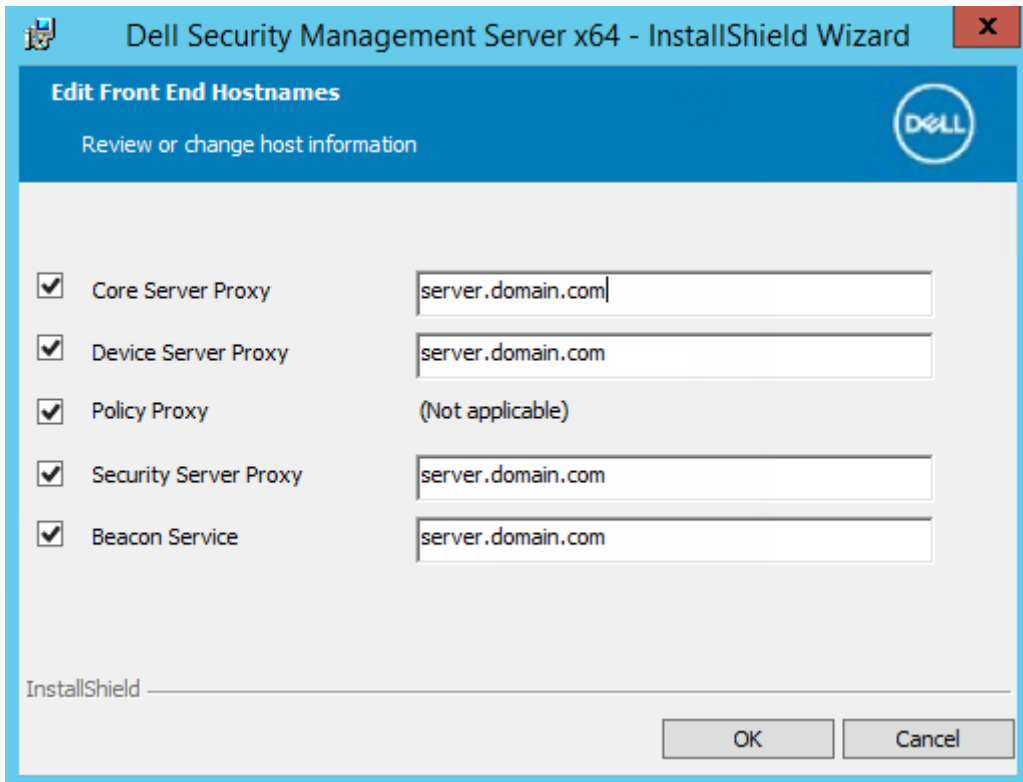 Dell Security Management Server x64 - InstallShield Wizard
x
Edit Front End Hostnames
Review or change host information
DELL
Core Server Proxy server.domain.com
Device Server Proxy server.domain.com
Policy Proxy (Not applicable)
Security Server Proxy server.domain.com
Beacon Service server.domain.com
InstallShield
OK Cancel